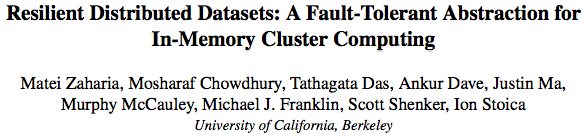 Resilient Distributed Datasets: A Fault-Tolerant Abstraction for
In-Memory Cluster Computing
Matei Zaharia, Mosharaf Chowdhury, Tathagata Das, Ankur Dave, Justin Ma,
Murphy McCauley, Michael J. Franklin, Scott Shenker, Ion Stoica
University of California, Berkeley